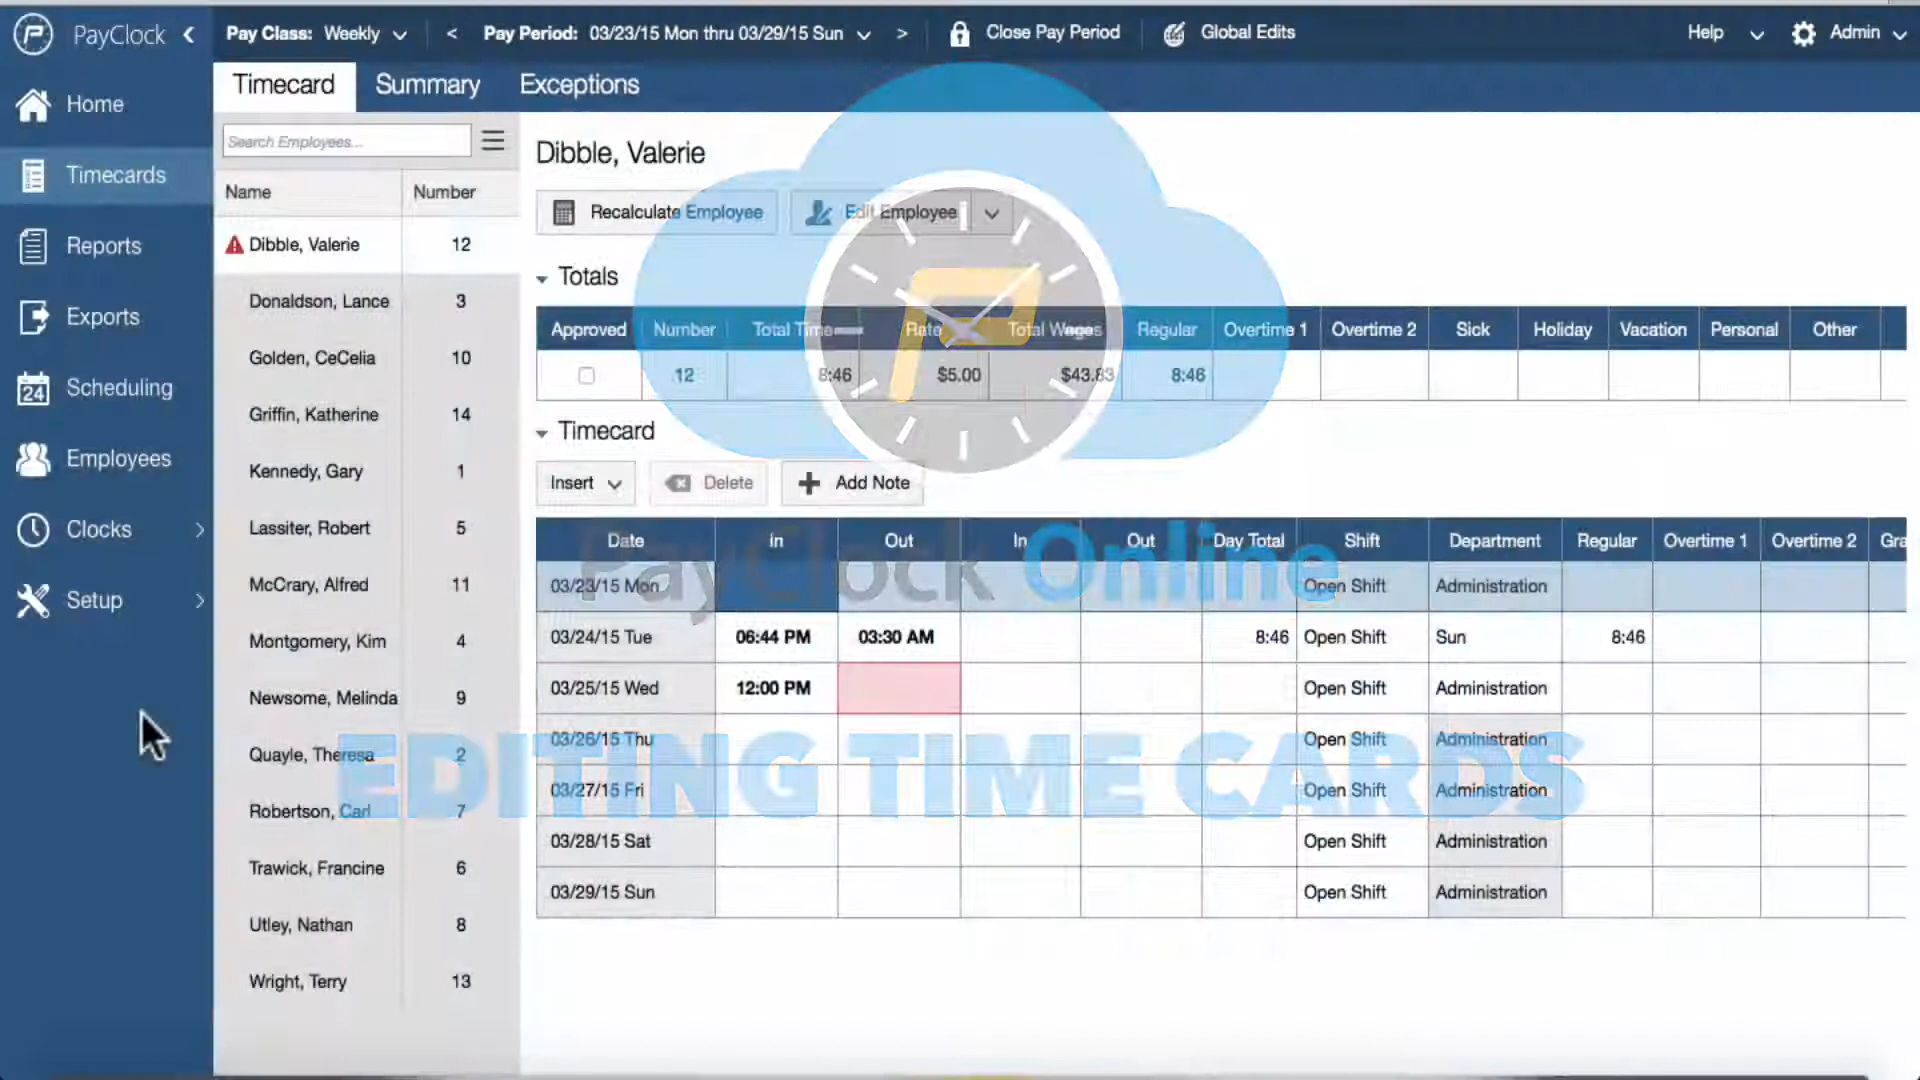 PayClock
Pay Class: Weekly
Pay Period: 03/23/15 Mon thru 03/29/15 Sun
Close Pay Period
Global Edits
Help
Admin
Home
Timecards
Reports
Exports
24 Scheduling
Employees
Clocks
Setup
Timecard Summary Exceptions
Search Employees...
Name Number
Dibble, Valerie 12
Donaldson, Lance 3
Golden, CeCelia 10
Griffin, Katherine 14
Kennedy, Gary 1
Lassiter, Robert 5
McCrary, Alfred 11
Montgomery, Kim 4
Newsome, Melinda 9
Quayle, Theresa 2
Robertson, Carl 7
Trawick, Francine 6
Utley, Nathan 8
Wright, Terry 13
Dibble, Valerie
Recalculate Employee Edit Employee
Totals
Approved Number Total Time Rate Total Wages Regular Overtime 1 Overtime 2 Sick Holiday Vacation Personal Other
12 8:46 $5.00 $43.83 8:46
Timecard
Insert Delete Add Note
Date In Out In Out Day Total Shift Department Regular Overtime 1 Overtime 2 Gra
03/23/15 Mon Open Shift Administration
03/24/15 Tue 06:44 PM 03:30 AM 8:46 Open Shift Sun 8:46
03/25/15 Wed 12:00 PM Open Shift Administration
03/26/15 Thu Open Shift Administration
03/27/15 Fri Open Shift Administration
03/28/15 Sat Open Shift Administration
03/29/15 Sun Open Shift Administration
PayClock Online
EDITING TIME CARDS